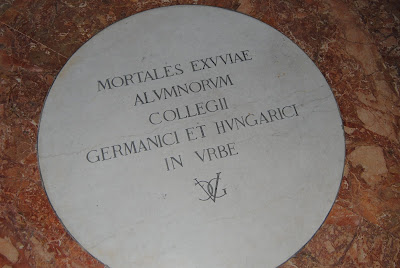 MORTALES EXVVIAE
ALVMNORVM
COLLEGII
GERMANICI ET HVNGARICI
IN VRBE